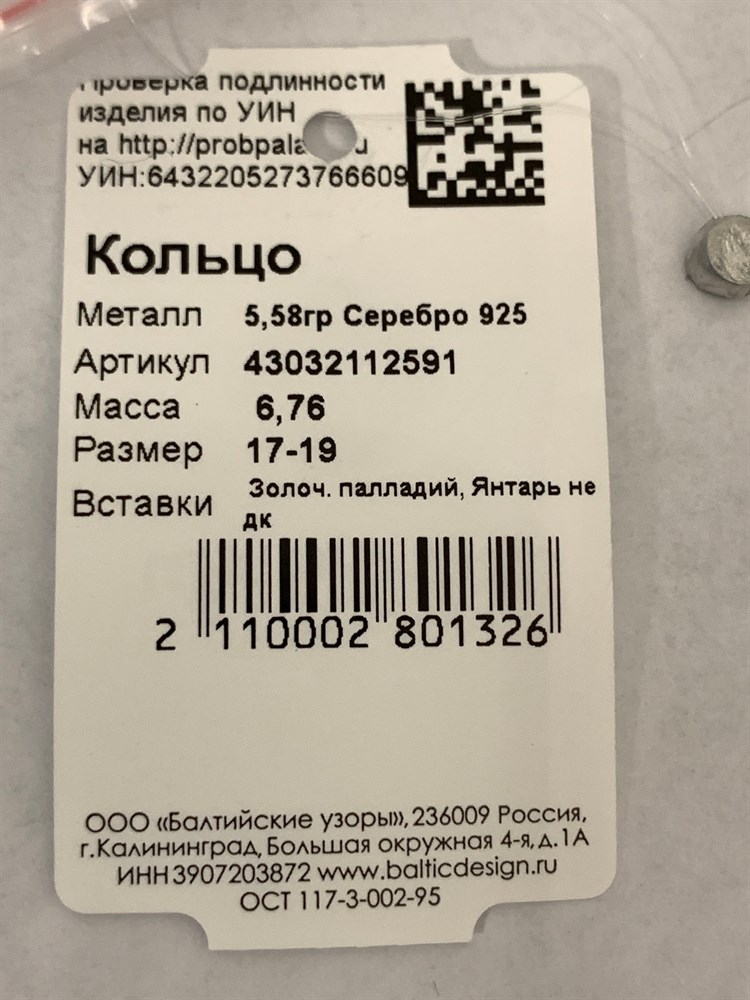 Проверка подлинности
изделия по УИН
на http://probpala u
УИН:6432205273766609
Кольцо
Металл 5,58гр Серебро 925
Артикул 43032112591
Масса 6,76
Размер 17-19
Вставки Золоч. палладий, Янтарь не
дк
2 110002 801326
ООО «Балтийские узоры», 236009 Россия,
г.Калининград, Большая окружная 4-я, д.1А
ИНН 3907203872 www.balticdesign.ru
ОСТ 117-3-002-95